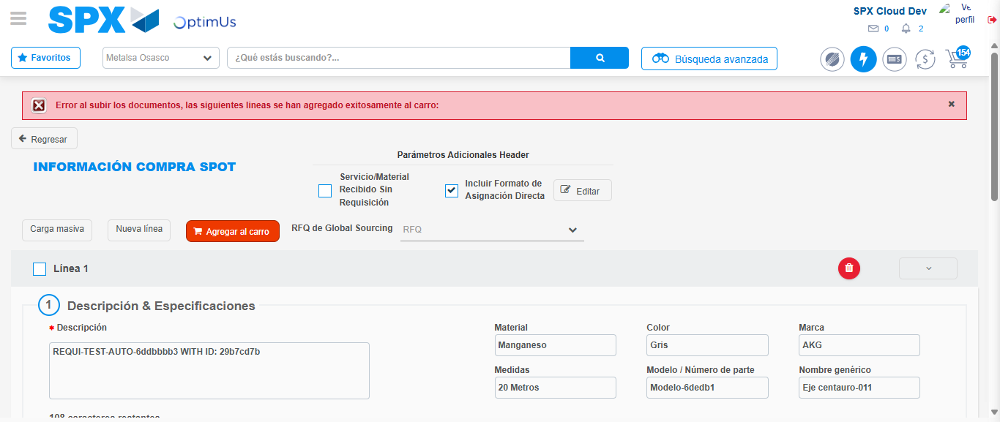 SPX
OptimUs
SPX Cloud Dev
0
2
perfil
Favoritos
Metalsa Osasco
¿Qué estás buscando?...
Búsqueda avanzada
154
Error al subir los documentos, las siguientes lineas se han agregado exitosamente al carro:
Regresar
INFORMACIÓN COMPRA SPOT
Parámetros Adicionales Header
Servicio/Material
Recibido Sin
Requisición
Incluir Formato de
Asignación Directa
Editar
Carga masiva
Nueva línea
Agregar al carro
RFQ de Global Sourcing
RFQ
Línea 1
1 Descripción & Especificaciones
* Descripción
REQUI-TEST-AUTO-6ddbbbb3 WITH ID: 29b7cd7b
Material
Manganeso
Color
Gris
Marca
AKG
Medidas
20 Metros
Modelo / Número de parte
Modelo-6dedb1
Nombre genérico
Eje centauro-011
108 caracteres restantes